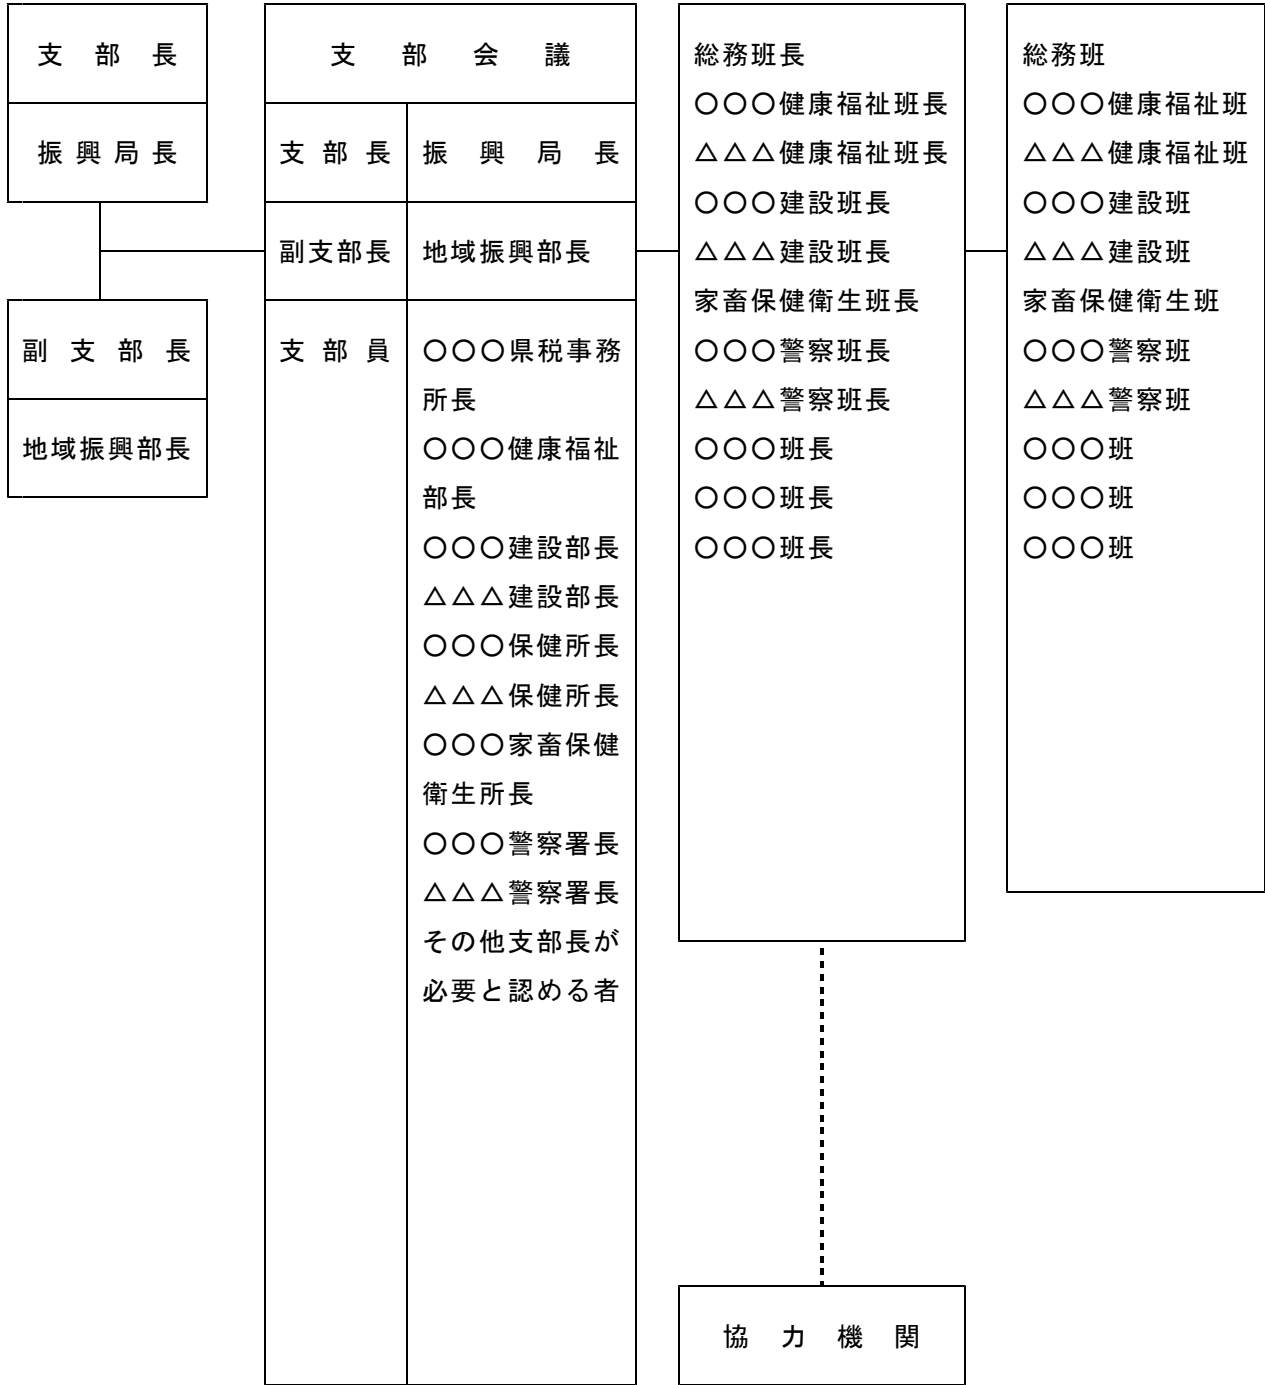 支部長
振興局長
副支部長
地域振興部長
支部会議
支部長 振興局長
副支部長 地域振興部長
支部員 〇〇〇県税事務
所長
〇〇〇健康福祉
部長
〇〇〇建設部長
△△△建設部長
〇〇〇保健所長
△△△保健所長
〇〇〇家畜保健
衛生所長
〇〇〇警察署長
△△△警察署長
その他支部長が
必要と認める者
総務班長
〇〇〇健康福祉班長
△△△健康福祉班長
〇〇〇建設班長
△△△建設班長
家畜保健衛生班長
〇〇〇警察班長
△△△警察班長
〇〇〇班長
〇〇〇班長
〇〇〇班長
総務班
〇〇〇健康福祉班
△△△健康福祉班
〇〇〇建設班
△△△建設班
家畜保健衛生班
〇〇〇警察班
△△△警察班
〇〇〇班
〇〇〇班
〇〇〇班
協力機関